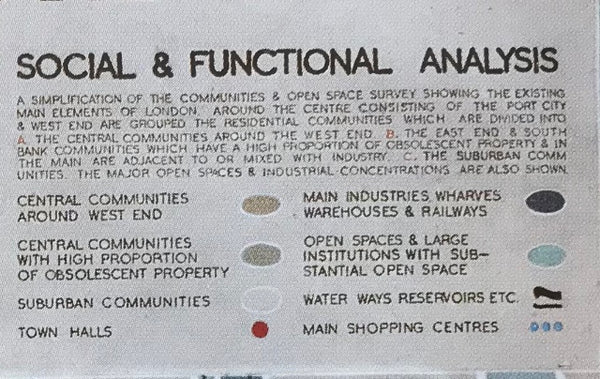 SOCIAL & FUNCTIONAL ANALYSIS
A SIMPLIFICATION OF THE COMMUNITIES & OPEN SPACE SURVEY SHOWING THE EXISTING
MAIN ELEMENTS OF LONDON AROUND THE CENTRE CONSISTING OF THE PORT CITY
& WEST END ARE GROUPED THE RESIDENTIAL COMMUNITIES WHICH ARE DIVIDED INTO
A. THE CENTRAL COMMUNITIES AROUND THE WEST END. B. THE EAST END & SOUTH
BANK COMMUNITIES WHICH HAVE A HIGH PROPORTION OF OBSOLESCENT PROPERTY & IN
THE MAIN ARE ADJACENT TO OR MIXED WITH INDUSTRY. C. THE SUBURBAN COMM
UNITIES. THE MAJOR OPEN SPACES & INDUSTRIAL CONCENTRATIONS ARE ALSO SHOWN.
CENTRAL COMMUNITIES
AROUND WEST END
CENTRAL COMMUNITIES
WITH HIGH PROPORTION
OF OBSOLESCENT PROPERTY
SUBURBAN COMMUNITIES
TOWN HALLS
MAIN INDUSTRIES, WHARVES
WAREHOUSES & RAILWAYS
OPEN SPACES & LARGE
INSTITUTIONS WITH SUB-
STANTIAL OPEN SPACE
WATER WAYS RESERVOIRS ETC.
MAIN SHOPPING CENTRES